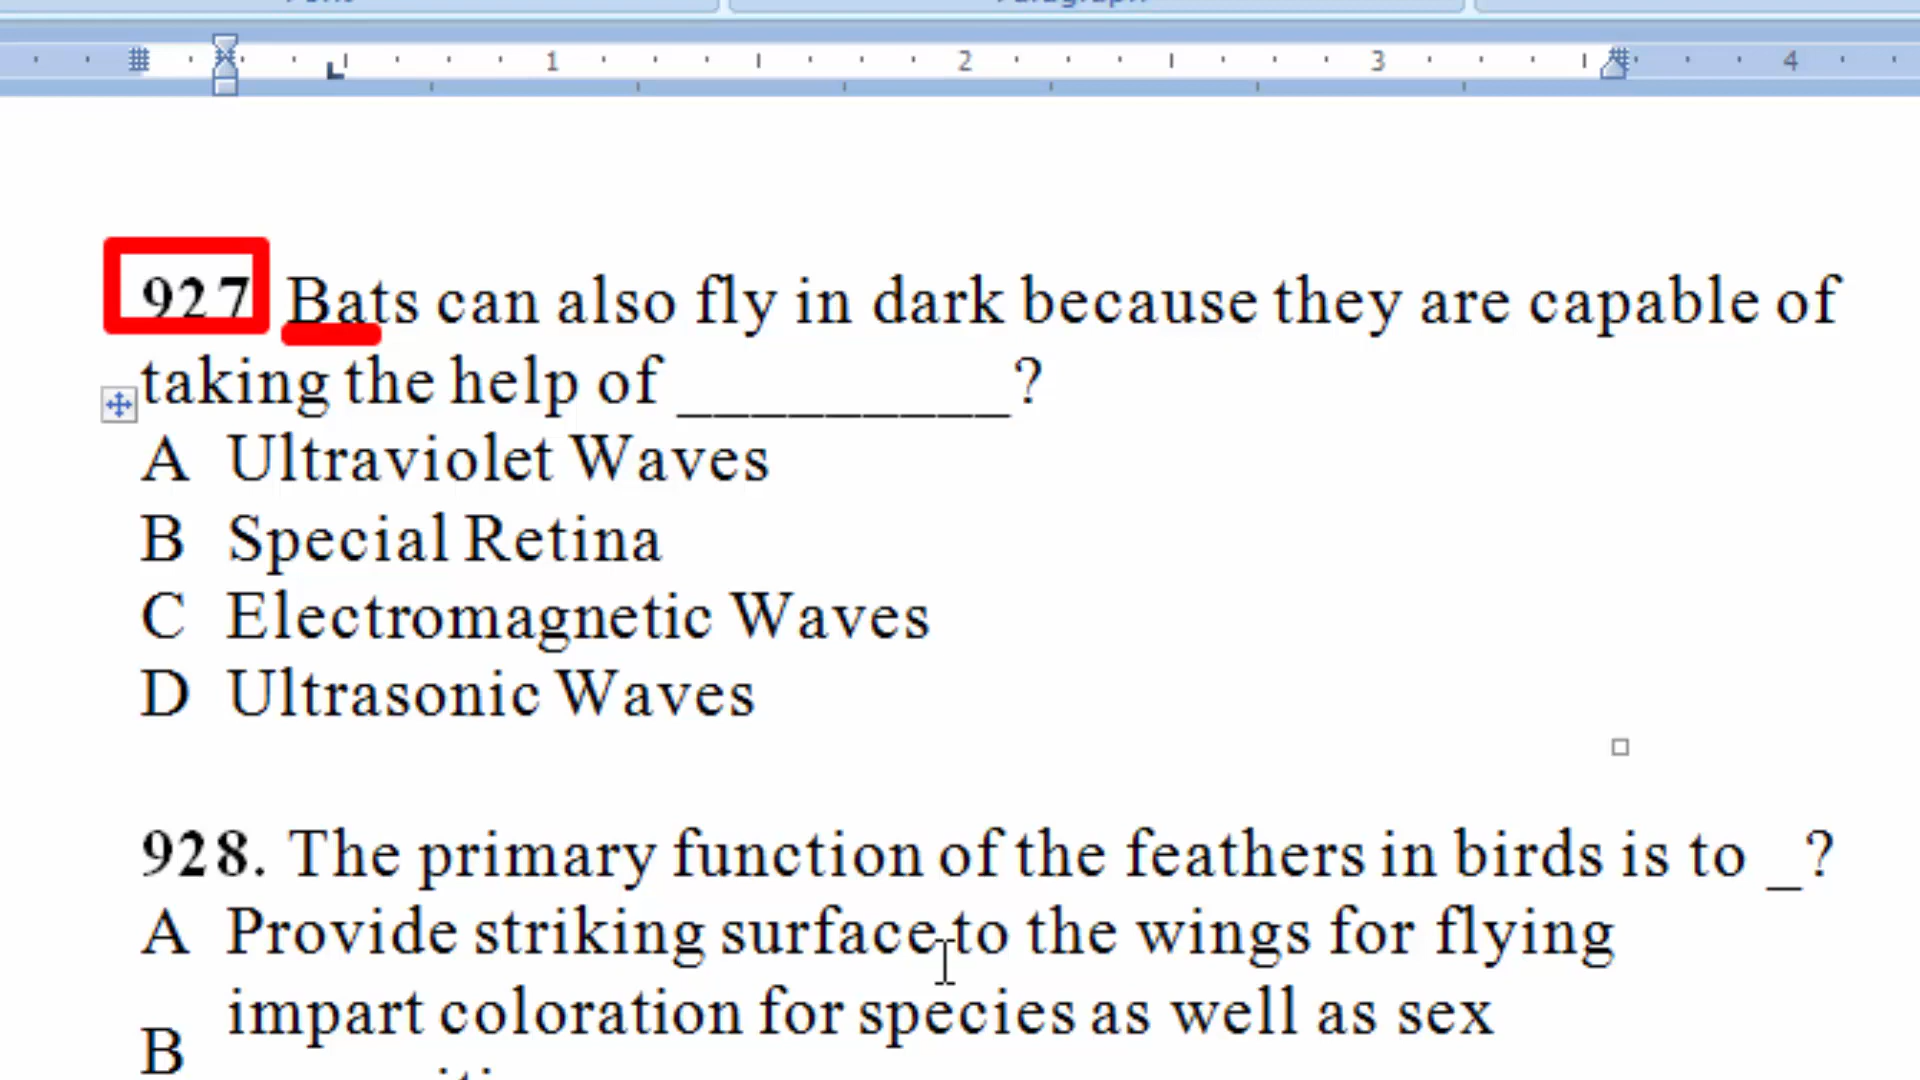 1 2 3 4
927 Bats can also fly in dark because they are capable of
taking the help of _________?
A Ultraviolet Waves
B Special Retina
C Electromagnetic Waves
D Ultrasonic Waves
928. The primary function of the feathers in birds is to _?
A Provide striking surface to the wings for flying
impart coloration for species as well as sex
B